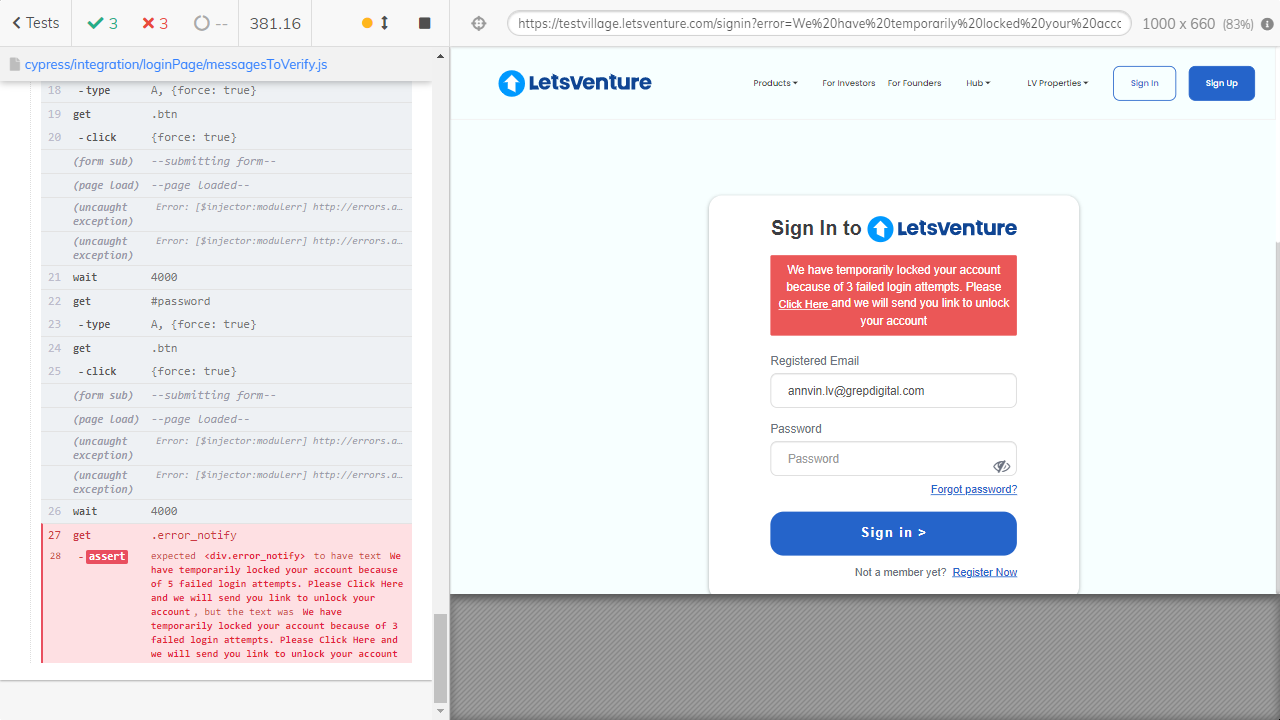 Tests 3 3 -- 381.16
https://testvillage.letsventure.com/signin?error=We%20have%20temporarily%20locked%20your%20acco
1000 x 660 (83%)
cypress/integration/loginPage/messagesToVerify.js
18 -type A, {force: true}
19 get .btn
20 -click {force: true}
(form sub) --submitting form--
(page load) --page loaded--
(uncaught exception) Error: [$injector:modulerr] http://errors.a…
(uncaught exception) Error: [$injector:modulerr] http://errors.a…
21 wait 4000
22 get #password
23 -type A, {force: true}
24 get .btn
25 -click {force: true}
(form sub) --submitting form--
(page load) --page loaded--
(uncaught exception) Error: [$injector:modulerr] http://errors.a…
(uncaught exception) Error: [$injector:modulerr] http://errors.a…
26 wait 4000
27 get .error_notify
28 -assert expected <div.error_notify> to have text We
have temporarily locked your account because
of 5 failed login attempts. Please Click Here
and we will send you link to unlock your
account, but the text was We have
temporarily locked your account because of 3
failed login attempts. Please Click Here and
we will send you link to unlock your account
LetsVenture
Products For Investors For Founders Hub LV Properties Sign In Sign Up
Sign In to LetsVenture
We have temporarily locked your account
because of 3 failed login attempts. Please
Click Here and we will send you link to unlock
your account
Registered Email
annvin.lv@grepdigital.com
Password
Password
Forgot password?
Sign in >
Not a member yet? Register Now